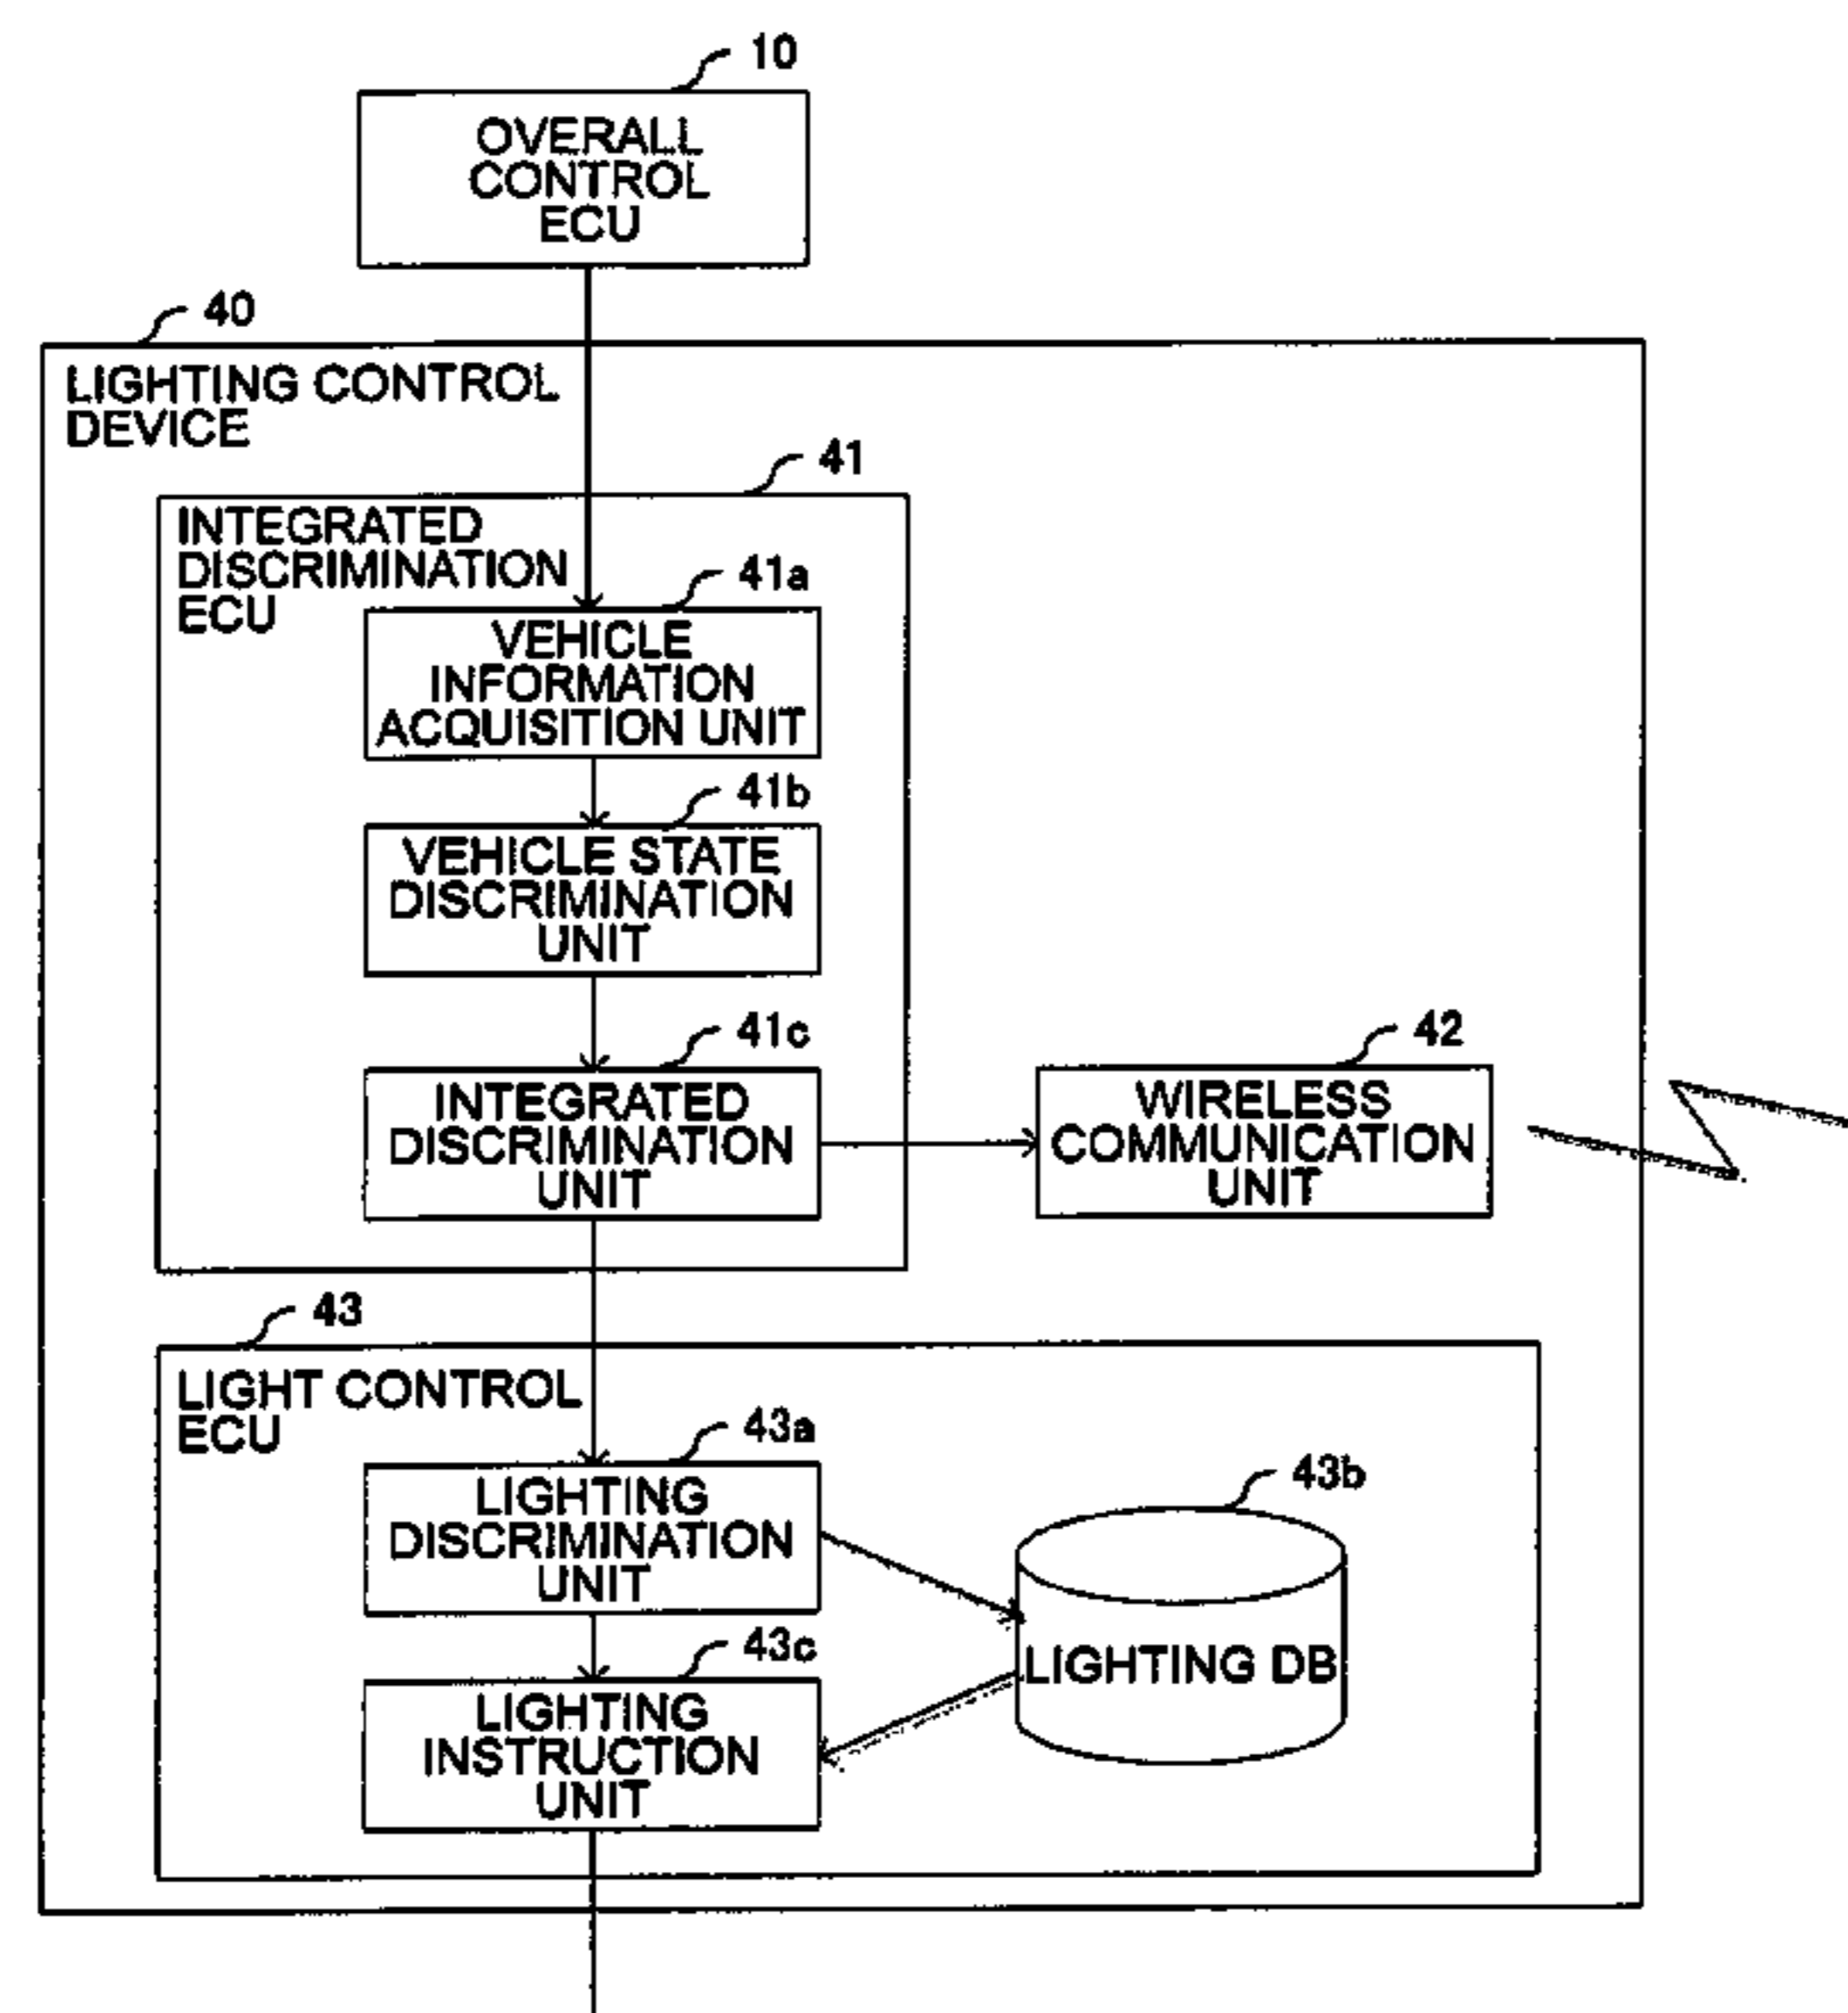 10
OVERALL
CONTROL
ECU
40
LIGHTING CONTROL
DEVICE
41
INTEGRATED
DISCRIMINATION
ECU
41a
VEHICLE
INFORMATION
ACQUISITION UNIT
41b
VEHICLE STATE
DISCRIMINATION
UNIT
41c
INTEGRATED
DISCRIMINATION
UNIT
42
WIRELESS
COMMUNICATION
UNIT
43
LIGHT CONTROL
ECU
43a
LIGHTING
DISCRIMINATION
UNIT
43b
LIGHTING DB
43c
LIGHTING
INSTRUCTION
UNIT